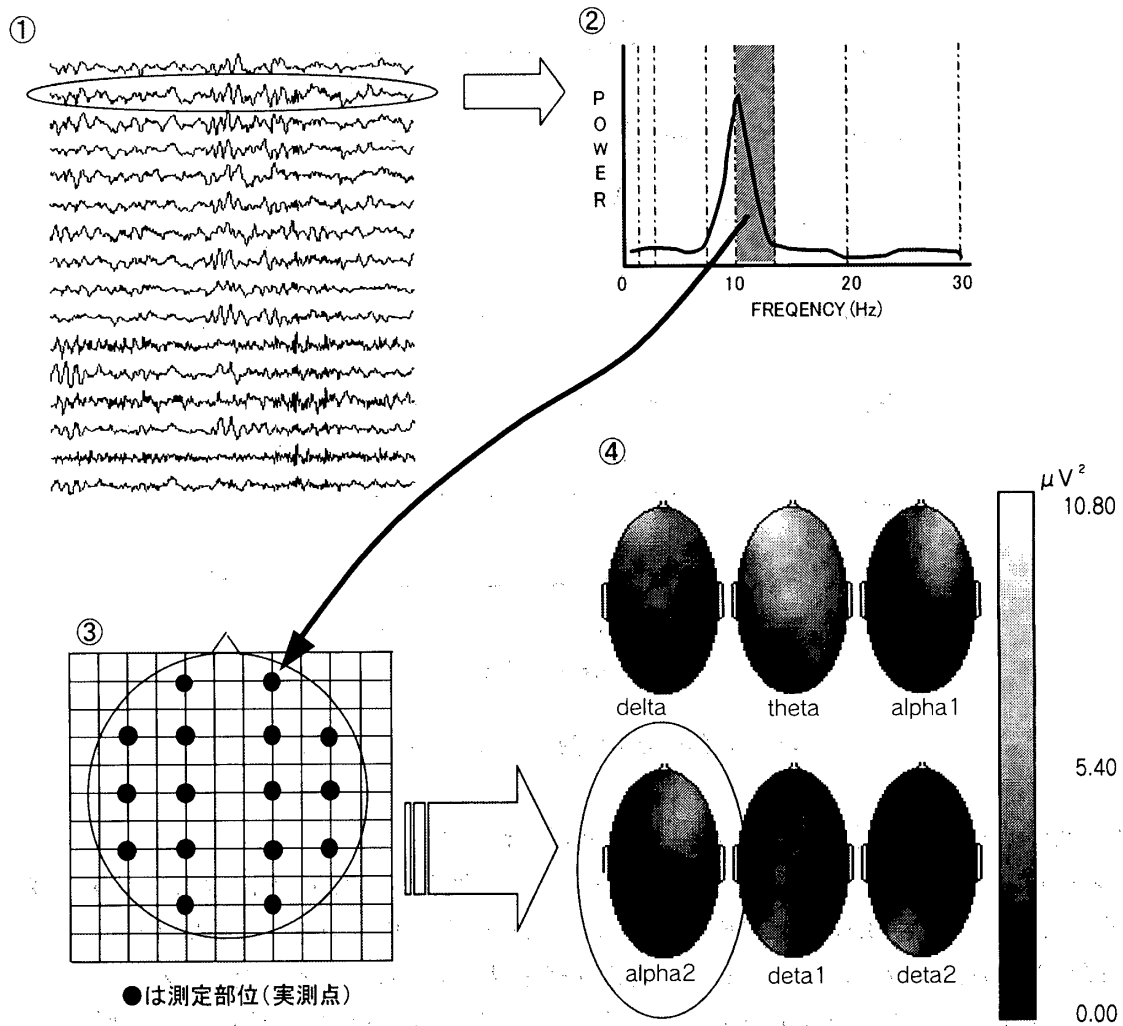 ①
②
POWER
0 10 20 30
FREQENCY (Hz)
③
●は測定部位(実測点)
④
μV²
10.80
5.40
0.00
delta theta alpha1
alpha2 deta1 deta2